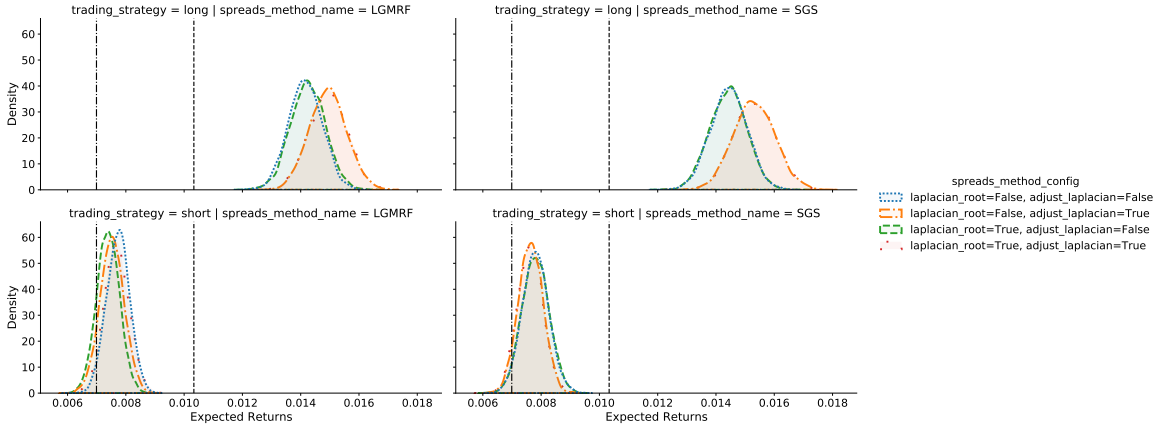 trading_strategy = long | spreads_method_name = LGMRF
trading_strategy = long | spreads_method_name = SGS
60
50
40
30
20
10
0
Density
trading_strategy = short | spreads_method_name = LGMRF
trading_strategy = short | spreads_method_name = SGS
60
50
40
30
20
10
0
Density
0.006 0.008 0.010 0.012 0.014 0.016 0.018
Expected Returns
0.006 0.008 0.010 0.012 0.014 0.016 0.018
Expected Returns
spreads_method_config
laplacian_root=False, adjust_laplacian=False
laplacian_root=False, adjust_laplacian=True
laplacian_root=True, adjust_laplacian=False
laplacian_root=True, adjust_laplacian=True